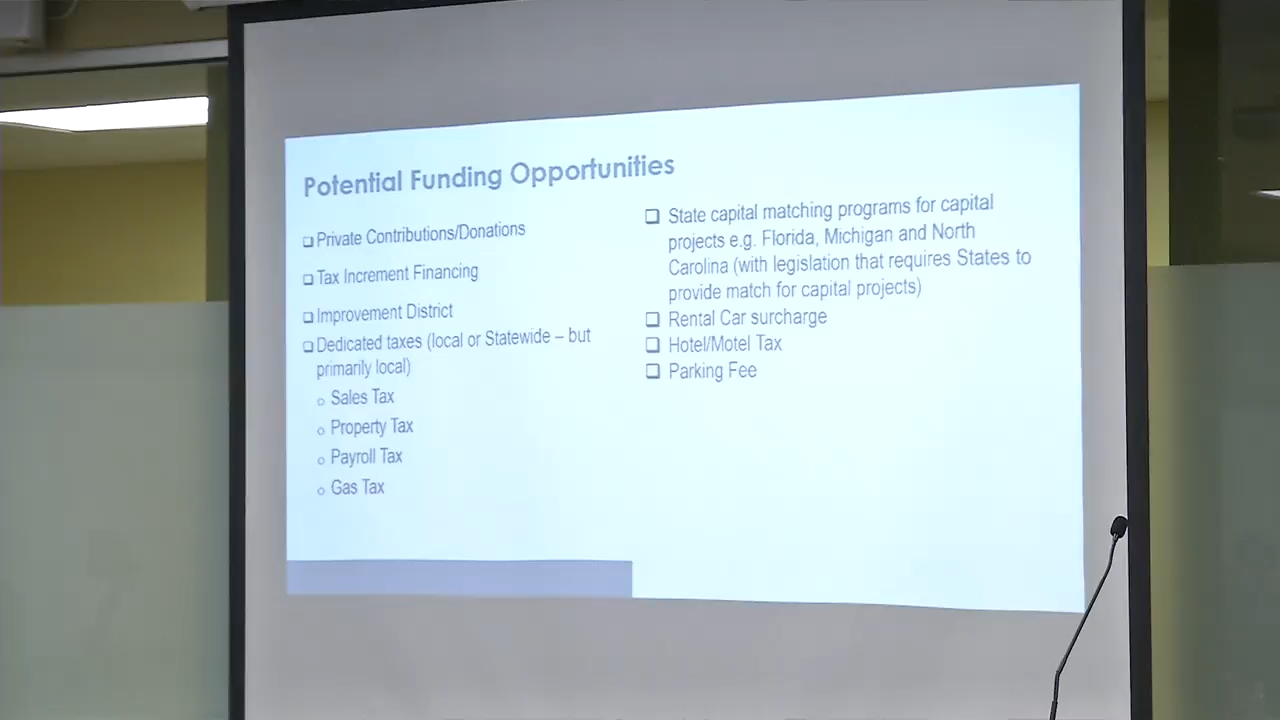 Potential Funding Opportunities
❑ Private Contributions/Donations
❑ Tax Increment Financing
❑ Improvement District
❑ Dedicated taxes (local or Statewide – but
primarily local)
o Sales Tax
o Property Tax
o Payroll Tax
o Gas Tax
❑ State capital matching programs for capital
projects e.g. Florida, Michigan and North
Carolina (with legislation that requires States to
provide match for capital projects)
❑ Rental Car surcharge
❑ Hotel/Motel Tax
❑ Parking Fee